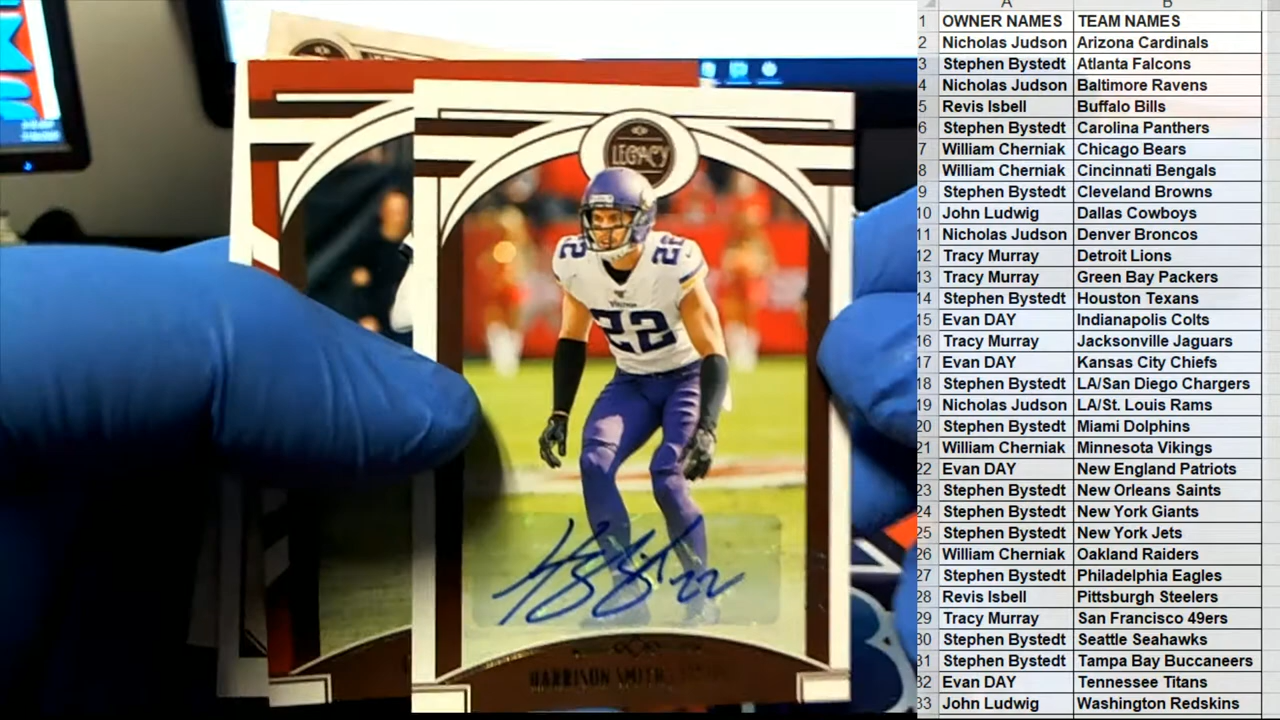 LEGACY
22
22
VIKINGS
22
22
HARRISON SMITH
A B
1 OWNER NAMES TEAM NAMES
2 Nicholas Judson Arizona Cardinals
3 Stephen Bystedt Atlanta Falcons
4 Nicholas Judson Baltimore Ravens
5 Revis Isbell Buffalo Bills
6 Stephen Bystedt Carolina Panthers
7 William Cherniak Chicago Bears
8 William Cherniak Cincinnati Bengals
9 Stephen Bystedt Cleveland Browns
10 John Ludwig Dallas Cowboys
11 Nicholas Judson Denver Broncos
12 Tracy Murray Detroit Lions
13 Tracy Murray Green Bay Packers
14 Stephen Bystedt Houston Texans
15 Evan DAY Indianapolis Colts
16 Tracy Murray Jacksonville Jaguars
17 Evan DAY Kansas City Chiefs
18 Stephen Bystedt LA/San Diego Chargers
19 Nicholas Judson LA/St. Louis Rams
20 Stephen Bystedt Miami Dolphins
21 William Cherniak Minnesota Vikings
22 Evan DAY New England Patriots
23 Stephen Bystedt New Orleans Saints
24 Stephen Bystedt New York Giants
25 Stephen Bystedt New York Jets
26 William Cherniak Oakland Raiders
27 Stephen Bystedt Philadelphia Eagles
28 Revis Isbell Pittsburgh Steelers
29 Tracy Murray San Francisco 49ers
30 Stephen Bystedt Seattle Seahawks
31 Stephen Bystedt Tampa Bay Buccaneers
32 Evan DAY Tennessee Titans
33 John Ludwig Washington Redskins